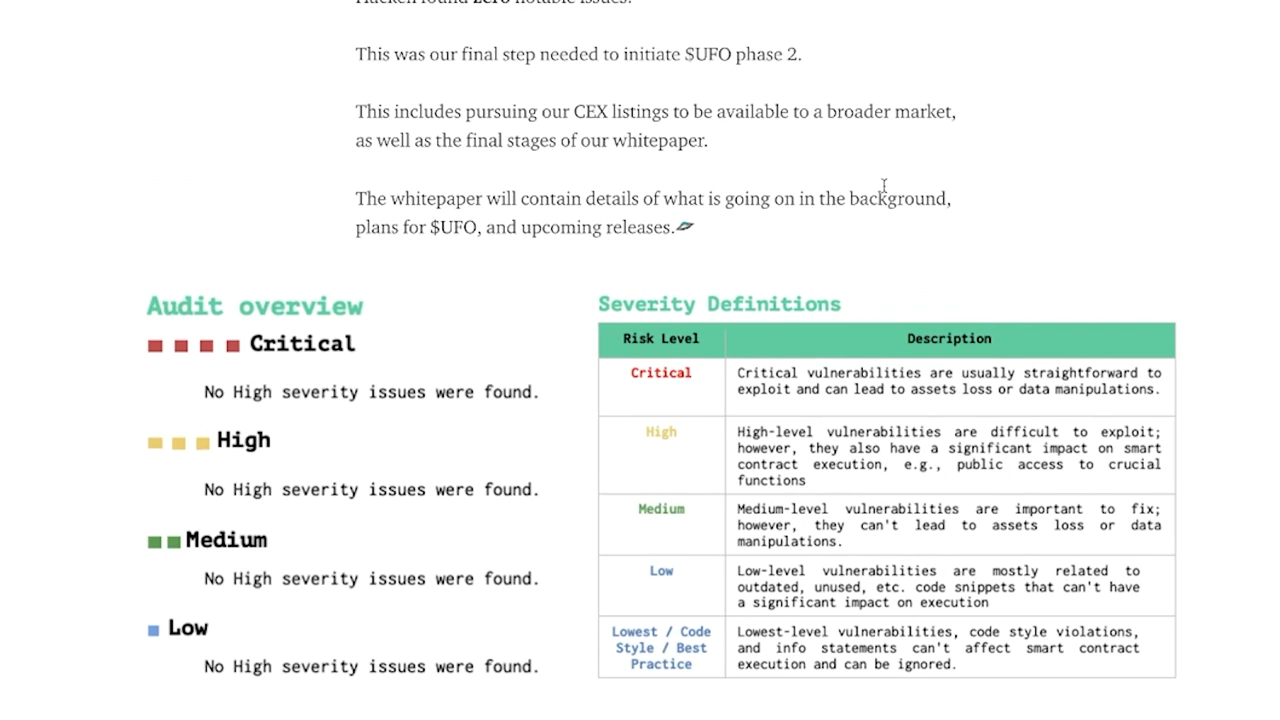 Hacken found zero notable issues.
This was our final step needed to initiate $UFO phase 2.
This includes pursuing our CEX listings to be available to a broader market,
as well as the final stages of our whitepaper.
The whitepaper will contain details of what is going on in the background,
plans for $UFO, and upcoming releases.
Audit overview
Critical
No High severity issues were found.
High
No High severity issues were found.
Medium
No High severity issues were found.
Low
No High severity issues were found.
Severity Definitions
Risk Level Description
Critical Critical vulnerabilities are usually straightforward to
exploit and can lead to assets loss or data manipulations.
High High-level vulnerabilities are difficult to exploit;
however, they also have a significant impact on smart
contract execution, e.g., public access to crucial
functions
Medium Medium-level vulnerabilities are important to fix;
however, they can't lead to assets loss or data
manipulations.
Low Low-level vulnerabilities are mostly related to
outdated, unused, etc. code snippets that can't have
a significant impact on execution
Lowest / Code Lowest-level vulnerabilities, code style violations,
Style / Best and info statements can't affect smart contract
Practice execution and can be ignored.